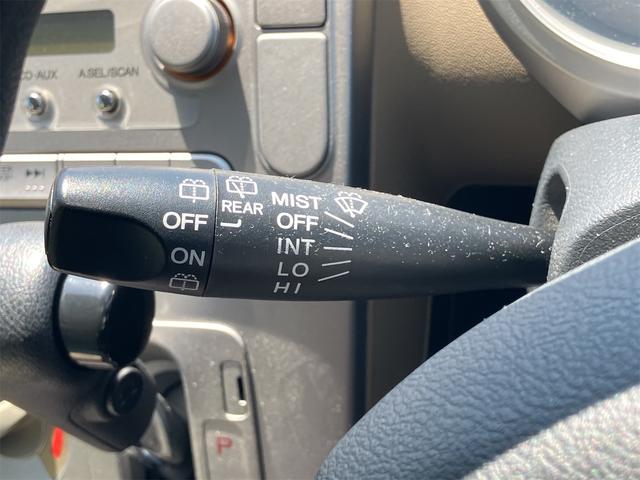 CD·AUX A.SEL/SCAN
REAR
MIST
OFF
OFF
INT
ON
LO
HI
P